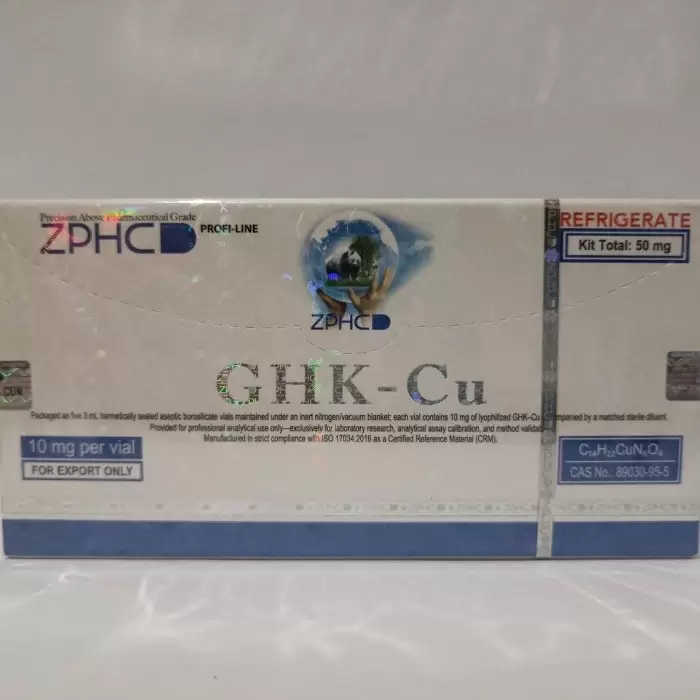 Precision Above Pharmaceutical Grade
ZPHC PROFI-LINE
REFRIGERATE
Kit Total: 50 mg
ZPHC
GHK-Cu
Packaged as five 3 mL hermetically sealed aseptic borosilicate vials maintained under an inert nitrogen/vacuum blanket; each vial contains 10 mg of lyophilized GHK-Cu by a matched sterile diluent.
Provided for professional analytical use only—exclusively for laboratory research, analytical assay calibration, and method
Manufactured in strict compliance with ISO 17034:2016 as a Certified Reference Material (CRM).
10 mg per vial
FOR EXPORT ONLY
C₁₄H₂₂CuN₆O₄
CAS No.: 89030-95-5